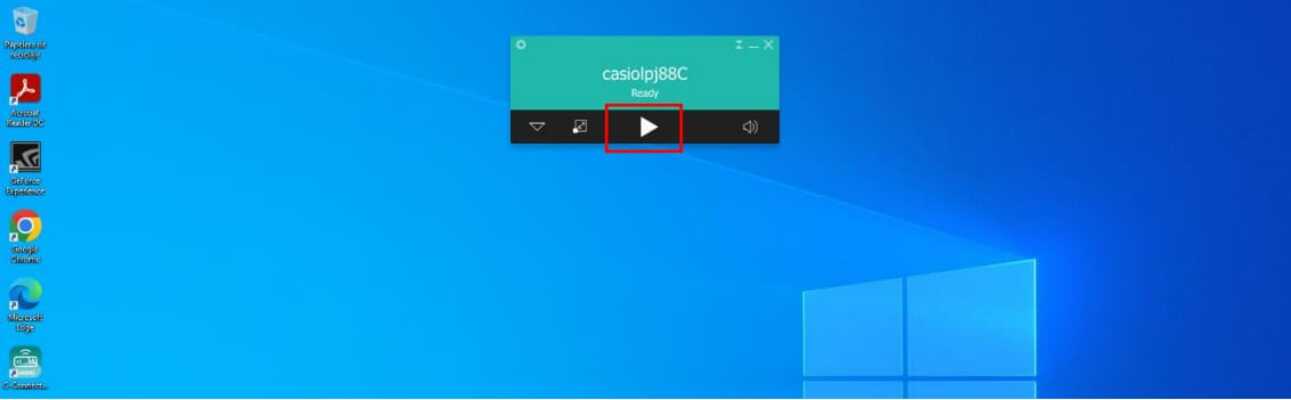 Papelera de
reciclaje
Acrobat
Reader DC
GeForce
Experience
Google
Chrome
Microsoft
Edge
C-Connect...
casiolpj88C
Ready